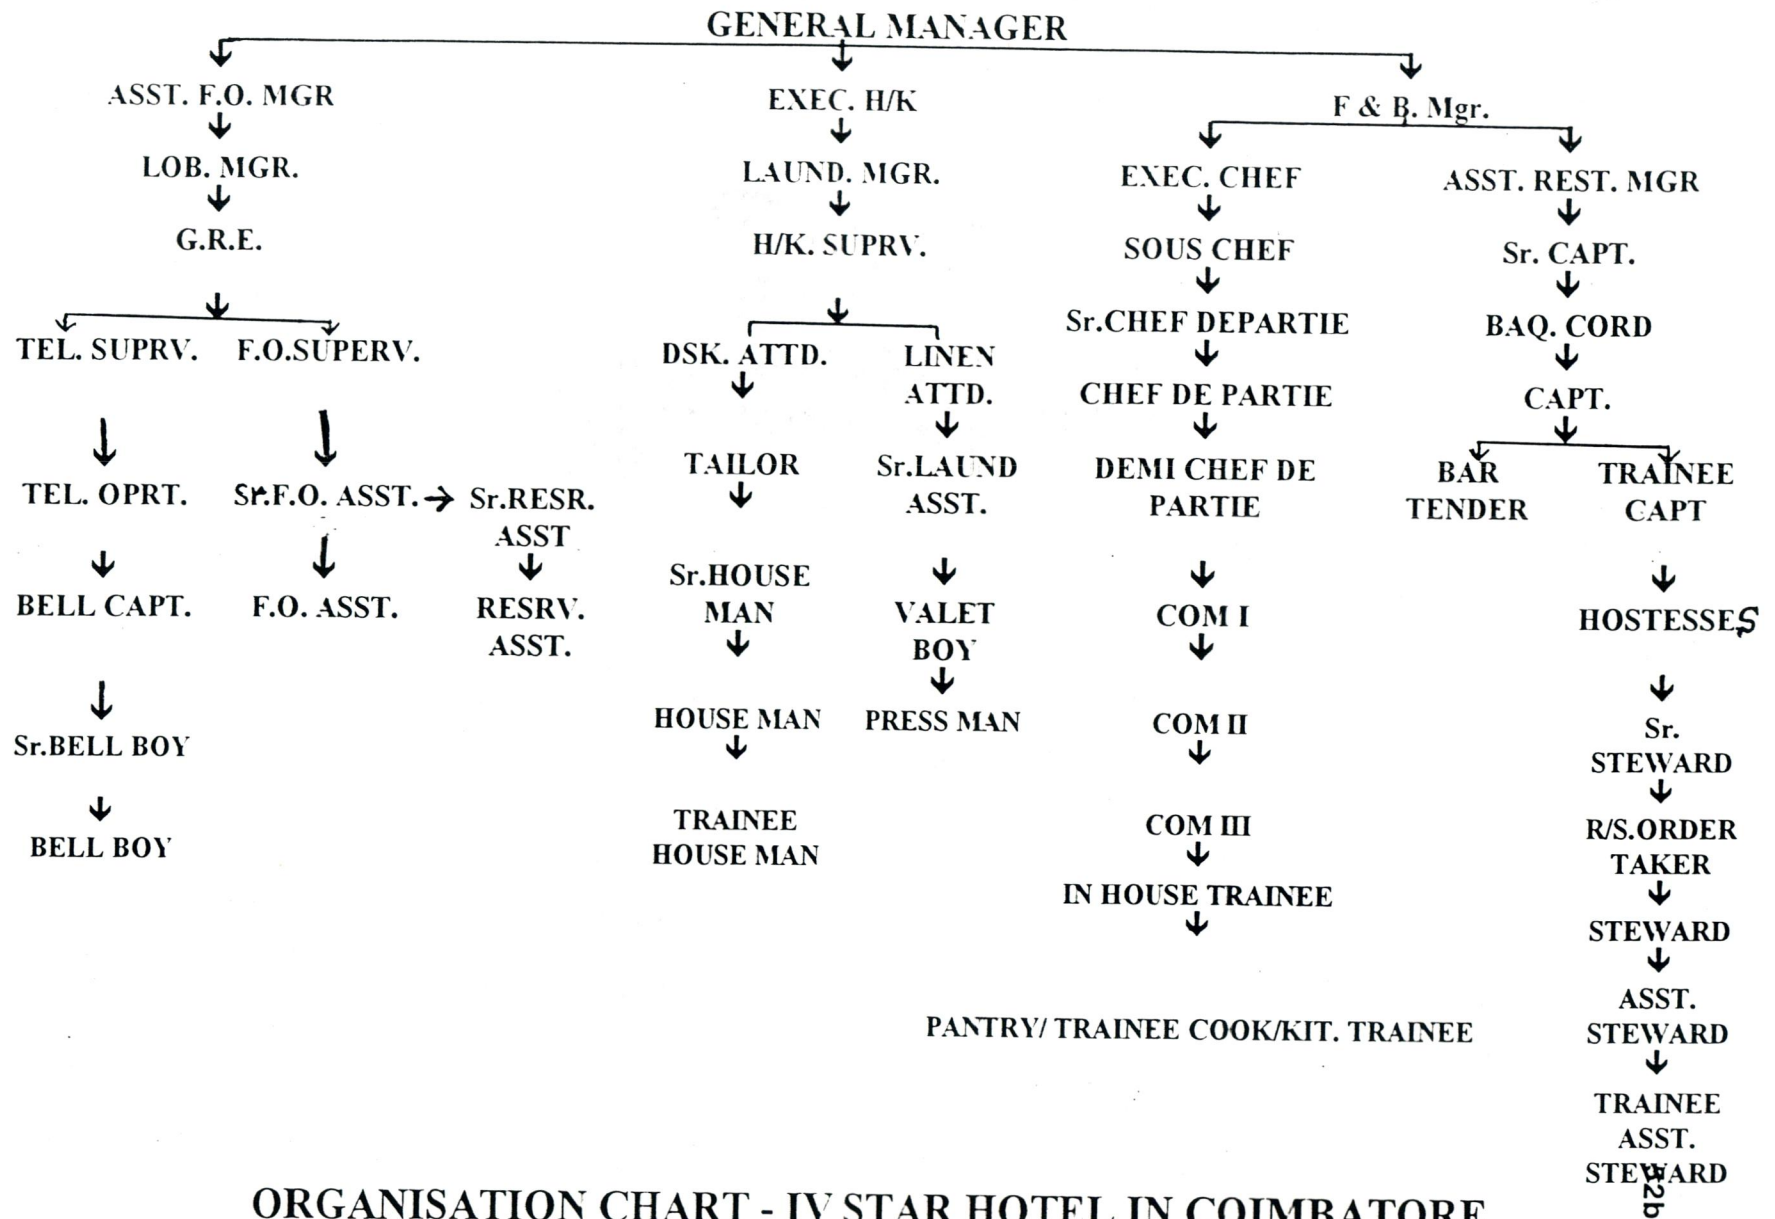 GENERAL MANAGER
ASST. F.O. MGR
EXEC. H/K
F & B. Mgr.
LOB. MGR.
LAUND. MGR.
EXEC. CHEF
ASST. REST. MGR
G.R.E.
H/K. SUPRV.
SOUS CHEF
Sr. CAPT.
Sr.CHEF DEPARTIE
BAQ. CORD
TEL. SUPRV.
F.O.SUPERV.
DSK. ATTD.
LINEN
ATTD.
CHEF DE PARTIE
CAPT.
TAILOR
Sr.LAUND
ASST.
DEMI CHEF DE
PARTIE
BAR
TENDER
TRAINEE
CAPT
TEL. OPRT.
Sr.F.O. ASST.
Sr.RESR.
ASST
Sr.HOUSE
MAN
BELL CAPT.
F.O. ASST.
RESRV.
ASST.
VALET
BOY
COM I
HOSTESSES
HOUSE MAN
PRESS MAN
COM II
Sr.
STEWARD
Sr.BELL BOY
TRAINEE
HOUSE MAN
COM III
R/S.ORDER
TAKER
BELL BOY
IN HOUSE TRAINEE
STEWARD
ASST.
STEWARD
PANTRY/ TRAINEE COOK/KIT. TRAINEE
TRAINEE
ASST.
STEWARD
ORGANISATION CHART - IV STAR HOTEL IN COIMBATORE